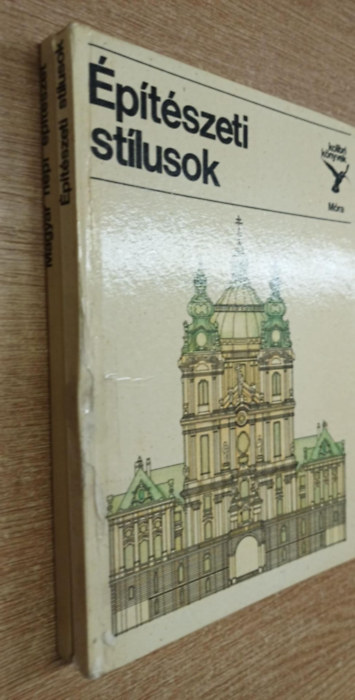 Építészeti
stílusok
kolibri
könyvek
Móra
Építészeti stílusok
Magyar népi építészet